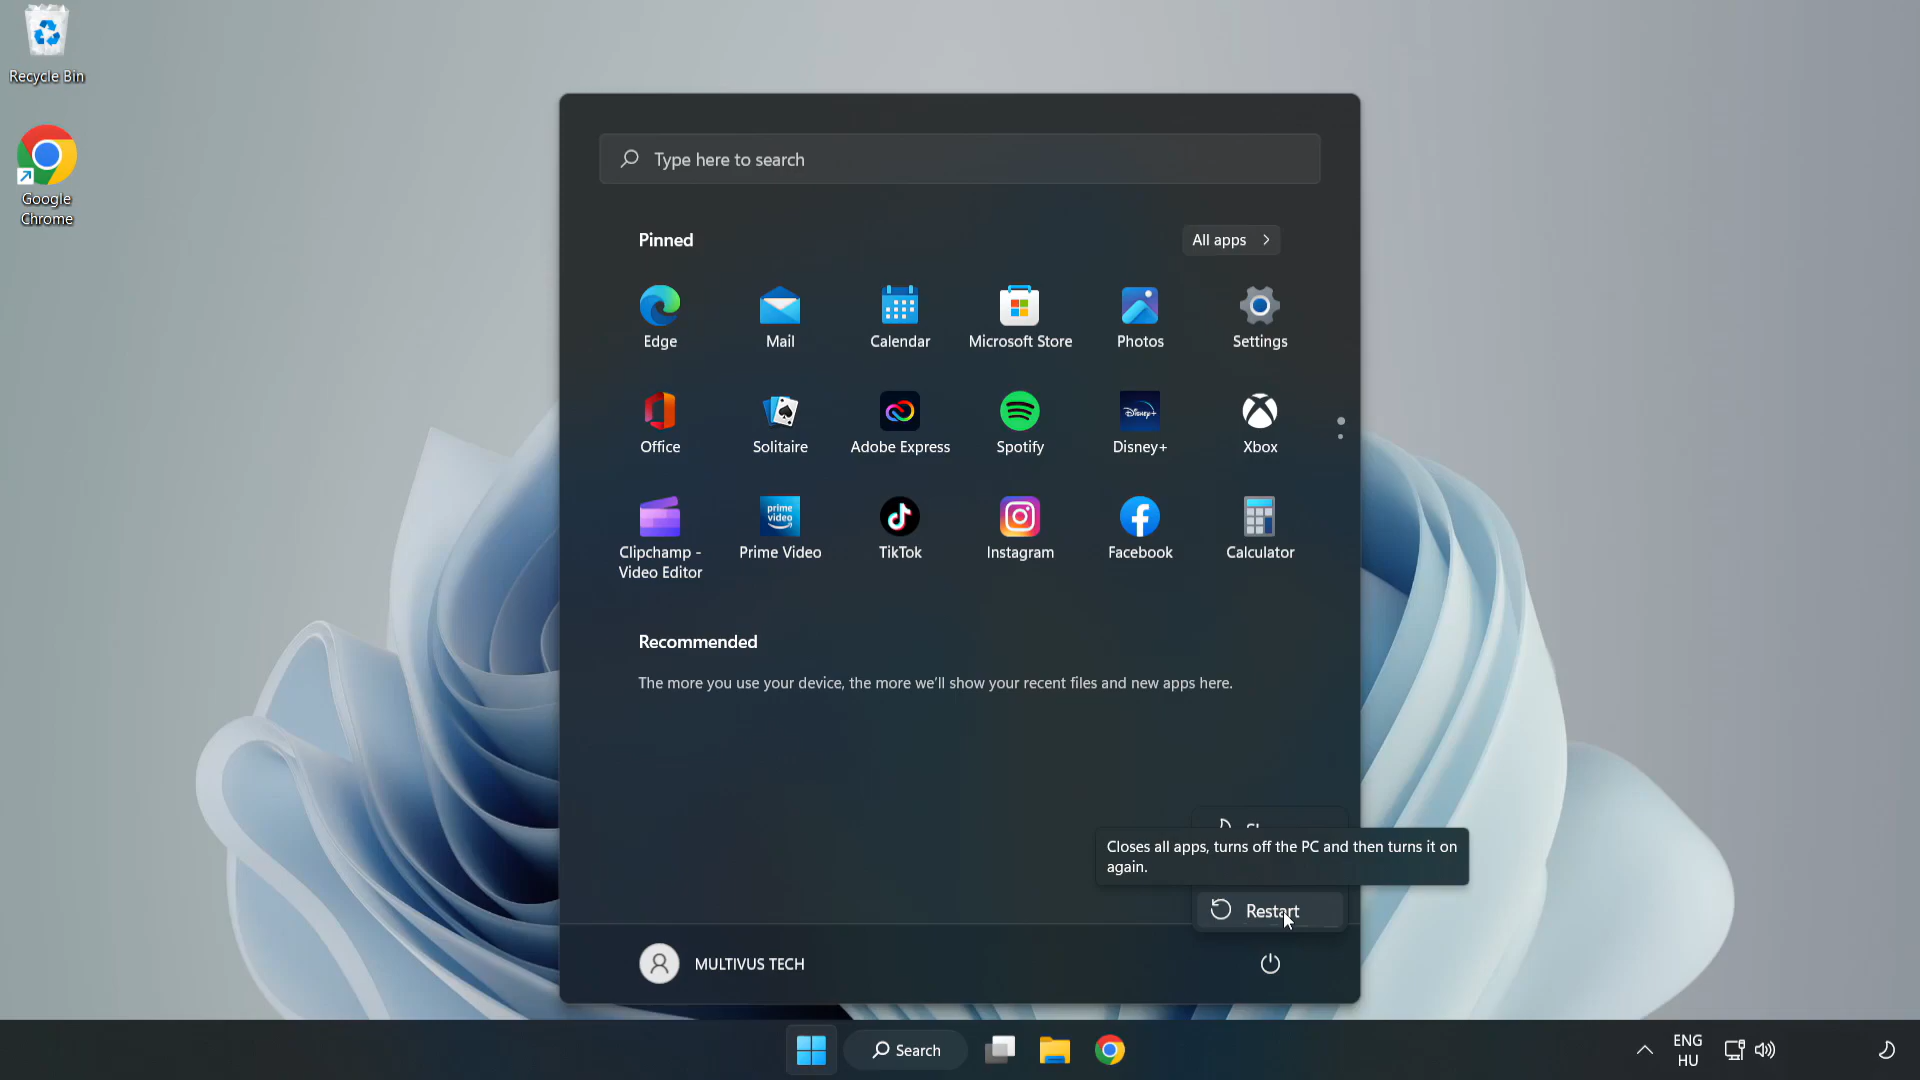 Recycle Bin
Google
Chrome
Type here to search
Pinned
All apps
Edge
Mail
Calendar
Microsoft Store
Photos
Settings
Office
Solitaire
Adobe Express
Disney+
Spotify
Disney+
Xbox
prime
video
Clipchamp -
Video Editor
Prime Video
TikTok
Instagram
Facebook
Calculator
Recommended
The more you use your device, the more we'll show your recent files and new apps here.
Closes all apps, turns off the PC and then turns it on
again.
Restart
MULTIVUS TECH
Search
ENG
HU